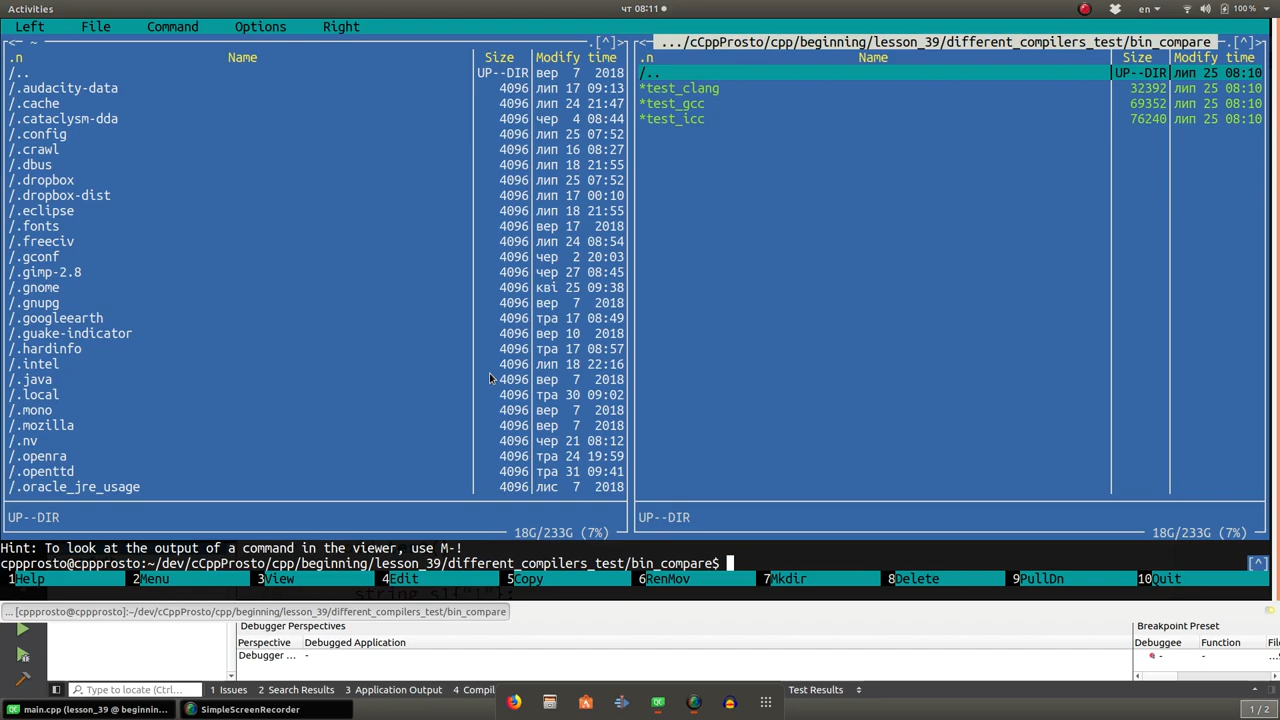 Activities чт 08:11 en 100 %
Left File Command Options Right
<─ ~ .[^]>
.n Name Size Modify time
/.. UP--DIR вер 7 2018
/.audacity-data 4096 лип 17 09:13
/.cache 4096 лип 24 21:47
/.cataclysm-dda 4096 чер 4 08:44
/.config 4096 лип 25 07:52
/.crawl 4096 лип 16 08:27
/.dbus 4096 лип 18 21:55
/.dropbox 4096 лип 25 07:52
/.dropbox-dist 4096 лип 17 00:10
/.eclipse 4096 лип 18 21:55
/.fonts 4096 вер 17 2018
/.freeciv 4096 лип 24 08:54
/.gconf 4096 чер 2 20:03
/.gimp-2.8 4096 чер 27 08:45
/.gnome 4096 кві 25 09:38
/.gnupg 4096 вер 7 2018
/.googleearth 4096 тра 17 08:49
/.guake-indicator 4096 вер 10 2018
/.hardinfo 4096 тра 17 08:57
/.intel 4096 лип 18 22:16
/.java 4096 вер 7 2018
/.local 4096 тра 30 09:02
/.mono 4096 вер 7 2018
/.mozilla 4096 вер 7 2018
/.nv 4096 чер 21 08:12
/.openra 4096 тра 24 19:59
/.openttd 4096 тра 31 09:41
/.oracle_jre_usage 4096 лис 7 2018
UP--DIR
18G/233G (7%)
<─ .../cCppProsto/cpp/beginning/lesson_39/different_compilers_test/bin_compare .[^]>
.n Name Size Modify time
/.. UP--DIR лип 25 08:10
*test_clang 32392 лип 25 08:10
*test_gcc 69352 лип 25 08:10
*test_icc 76240 лип 25 08:10
UP--DIR
18G/233G (7%)
Hint: To look at the output of a command in the viewer, use M-!
cppprosto@cppprosto:~/dev/cCppProsto/cpp/beginning/lesson_39/different_compilers_test/bin_compare$ [^]
1Help 2Menu 3View 4Edit 5Copy 6RenMov 7Mkdir 8Delete 9PullDn 10Quit
... [cppprosto@cppprosto]:~/dev/cCppProsto/cpp/beginning/lesson_39/different_compilers_test/bin_compare
Debugger Perspectives Breakpoint Preset
Perspective Debugged Application Debuggee Function File
Debugger ... - - - ...
Type to locate (Ctrl... 1 Issues 2 Search Results 3 Application Output 4 Compil Test Results
main.cpp (lesson_39 @ beginnin... SimpleScreenRecorder 1 / 2